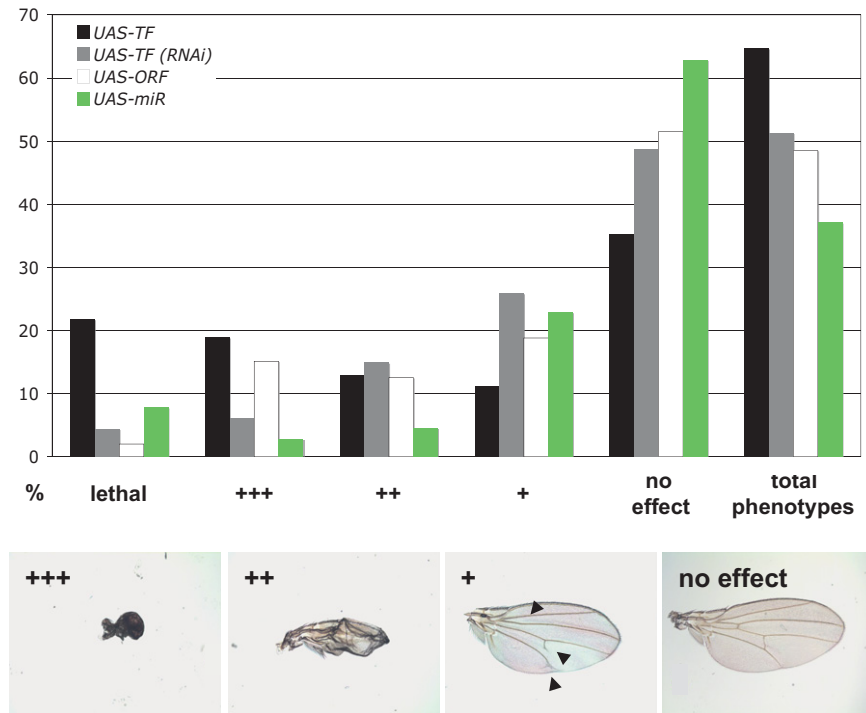 70
60
50
40
30
20
10
0
UAS-TF
UAS-TF (RNAi)
UAS-ORF
UAS-miR
% lethal +++ ++ + no effect total phenotypes
+++
++
+
no effect